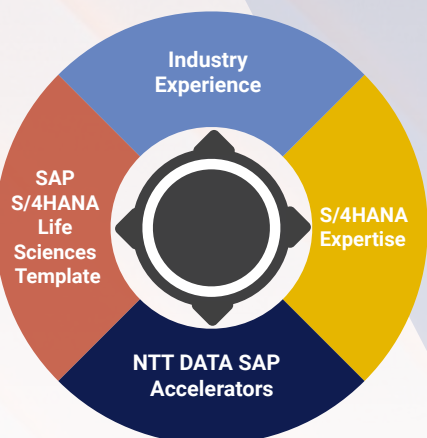 Industry
Experience
SAP
S/4HANA
Life
Sciences
Template
S/4HANA
Expertise
NTT DATA SAP
Accelerators